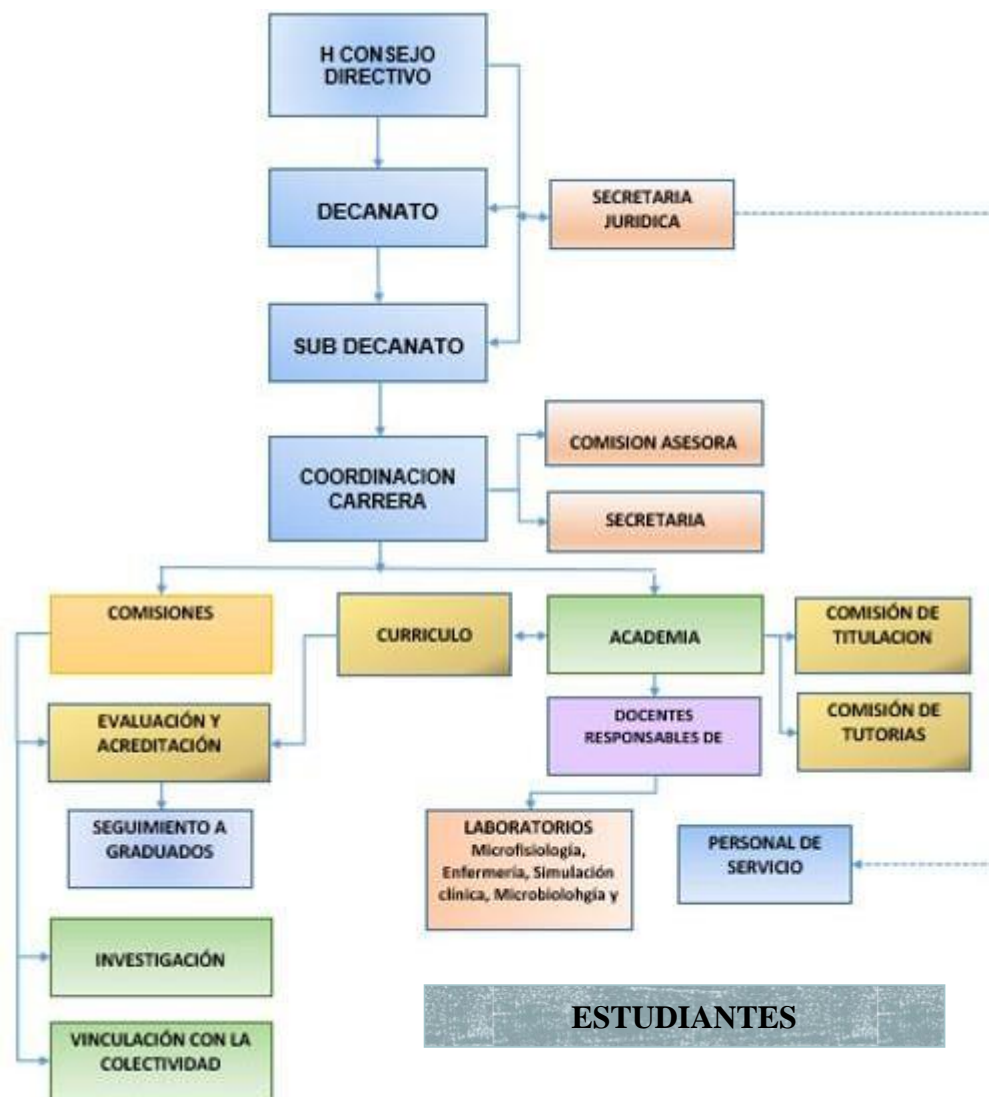 H CONSEJO
DIRECTIVO
DECANATO
SECRETARIA
JURIDICA
SUB DECANATO
COORDINACION
CARRERA
COMISION ASESORA
SECRETARIA
COMISIONES
CURRICULO
ACADEMIA
COMISIÓN DE
TITULACION
EVALUACIÓN Y
ACREDITACIÓN
DOCENTES
RESPONSABLES DE
COMISIÓN DE
TUTORIAS
SEGUIMIENTO A
GRADUADOS
LABORATORIOS
Microfisiología,
Enfermería, Simulación
clínica, Microbiolohgía y
PERSONAL DE
SERVICIO
INVESTIGACIÓN
ESTUDIANTES
VINCULACIÓN CON LA
COLECTIVIDAD